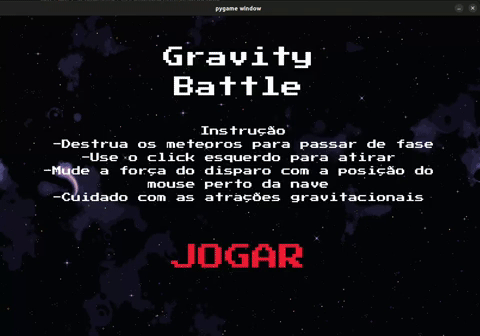 pygame window
Gravity
Battle
Instrução
-Destrua os meteoros para passar de fase
-Use o click esquerdo para atirar
-Mude a força do disparo com a posição do
mouse perto da nave
-Cuidado com as atrações gravitacionais
JOGAR